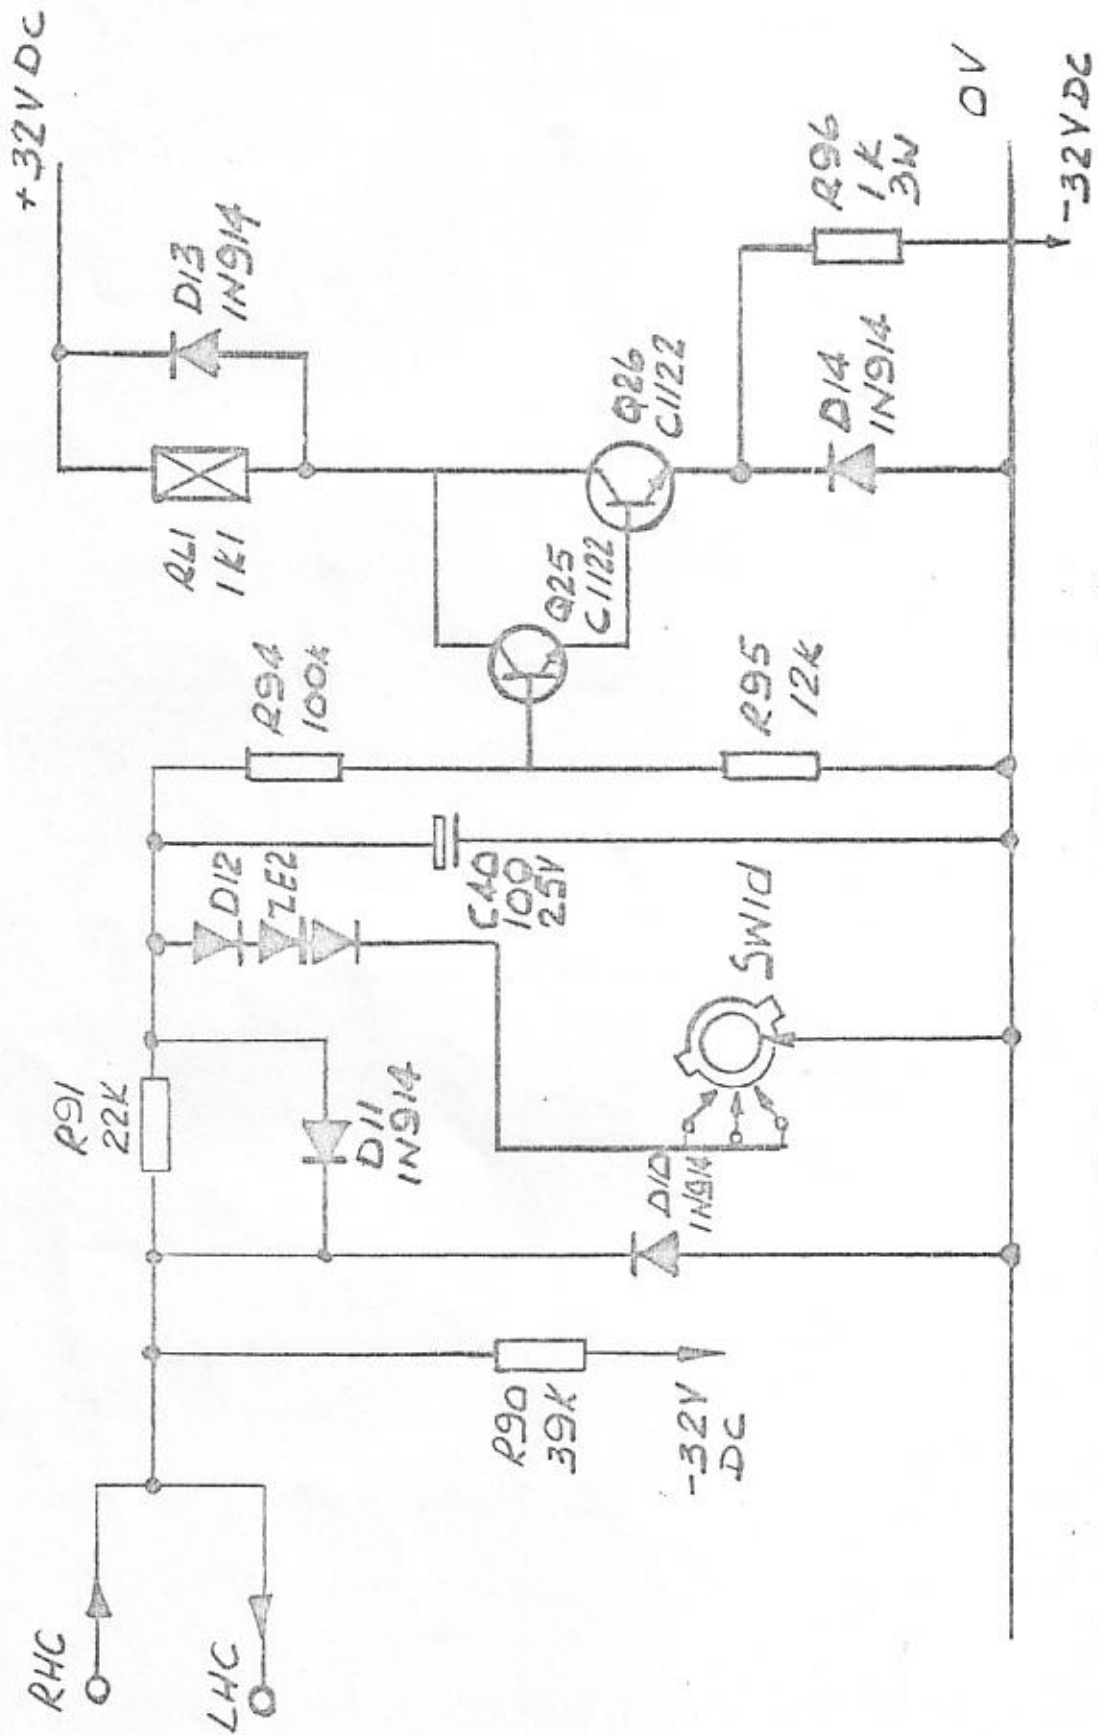 RHC
LHC
R90
39K
-32V
DC
R91
22K
D11
1N914
D10
1N914
SW1d
D12
ZE2
C40
100
25V
R94
100k
R95
12K
Q25
C1122
Q26
C1122
RL1
1K1
D13
1N914
+32V DC
D14
1N914
R96
1K
3W
0V
-32V DC